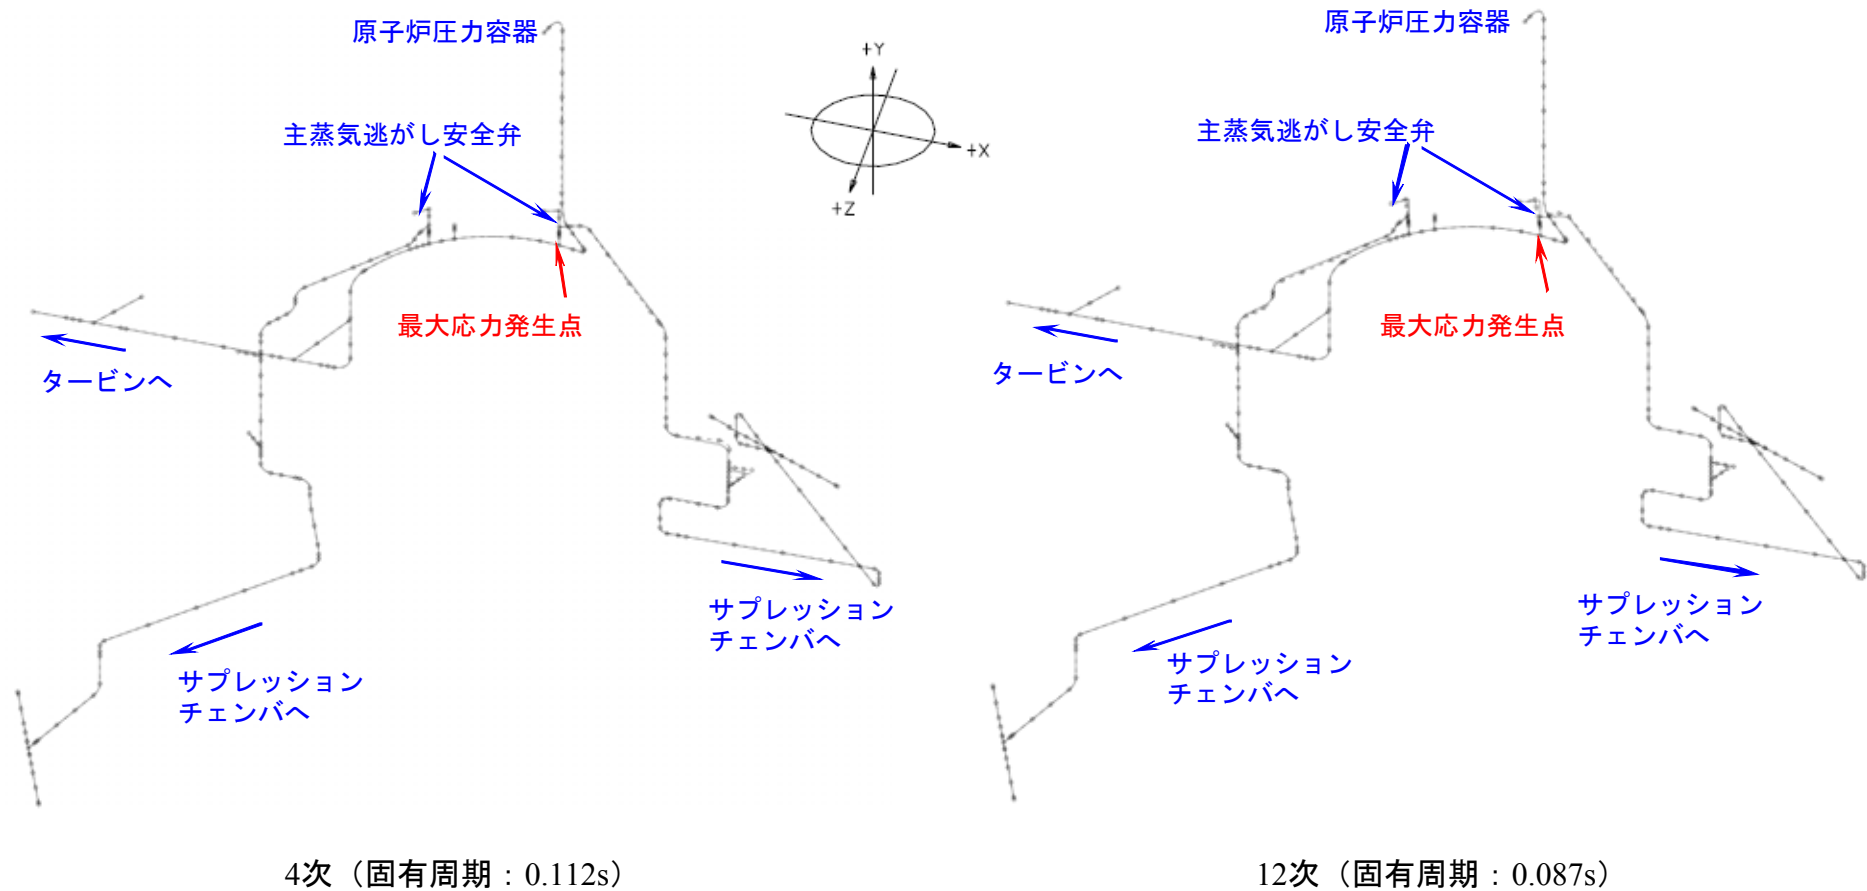 原子炉圧力容器
主蒸気逃がし安全弁
最大応力発生点
タービンへ
サプレッション
チェンバへ
サプレッション
チェンバへ
4次（固有周期：0.112s）
+Y
+X
+Z
原子炉圧力容器
主蒸気逃がし安全弁
最大応力発生点
タービンへ
サプレッション
チェンバへ
サプレッション
チェンバへ
12次（固有周期：0.087s）